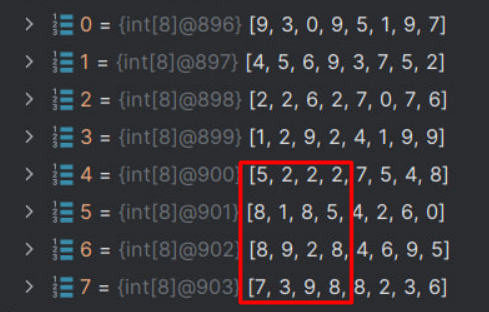 > 0 = {int[8]@896} [9, 3, 0, 9, 5, 1, 9, 7]
> 1 = {int[8]@897} [4, 5, 6, 9, 3, 7, 5, 2]
> 2 = {int[8]@898} [2, 2, 6, 2, 7, 0, 7, 6]
> 3 = {int[8]@899} [1, 2, 9, 2, 4, 1, 9, 9]
> 4 = {int[8]@900} [5, 2, 2, 2, 7, 5, 4, 8]
> 5 = {int[8]@901} [8, 1, 8, 5, 4, 2, 6, 0]
> 6 = {int[8]@902} [8, 9, 2, 8, 4, 6, 9, 5]
> 7 = {int[8]@903} [7, 3, 9, 8, 8, 2, 3, 6]